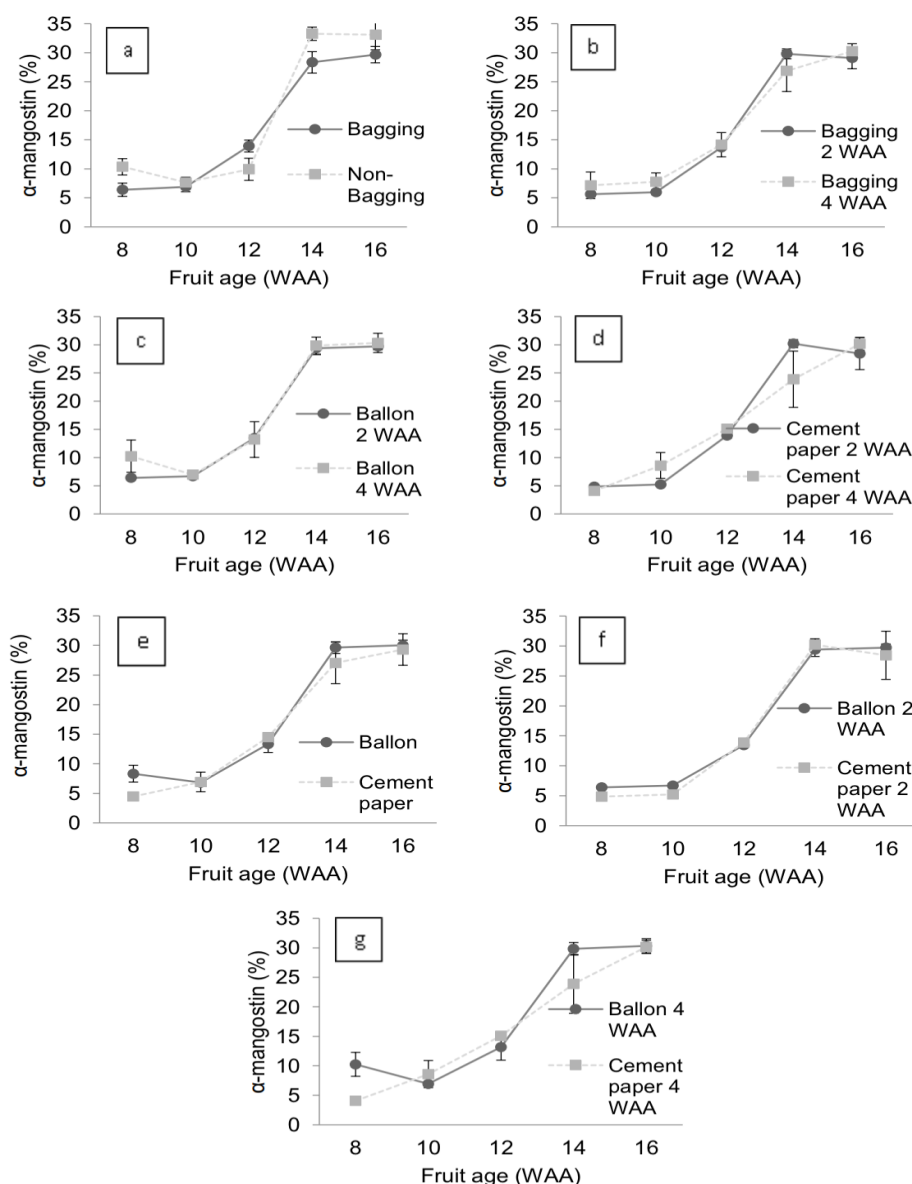 35
30
25
20
15
10
5
0
α-mangostin (%)
a
Bagging
Non-
Bagging
8 10 12 14 16
Fruit age (WAA)
35
30
25
20
15
10
5
0
α-mangostin (%)
b
Bagging
2 WAA
Bagging
4 WAA
8 10 12 14 16
Fruit age (WAA)
35
30
25
20
15
10
5
0
α-mangostin (%)
c
Ballon
2 WAA
Ballon
4 WAA
8 10 12 14 16
Fruit age (WAA)
35
30
25
20
15
10
5
0
α-mangostin (%)
d
Cement
paper 2 WAA
Cement
paper 4 WAA
8 10 12 14 16
Fruit age (WAA)
35
30
25
20
15
10
5
0
α-mangostin (%)
e
Ballon
Cement
paper
8 10 12 14 16
Fruit age (WAA)
35
30
25
20
15
10
5
0
α-mangostin (%)
f
Ballon 2
WAA
Cement
paper 2
WAA
8 10 12 14 16
Fruit age (WAA)
35
30
25
20
15
10
5
0
α-mangostin (%)
g
Ballon 4
WAA
Cement
paper 4
WAA
8 10 12 14 16
Fruit age (WAA)